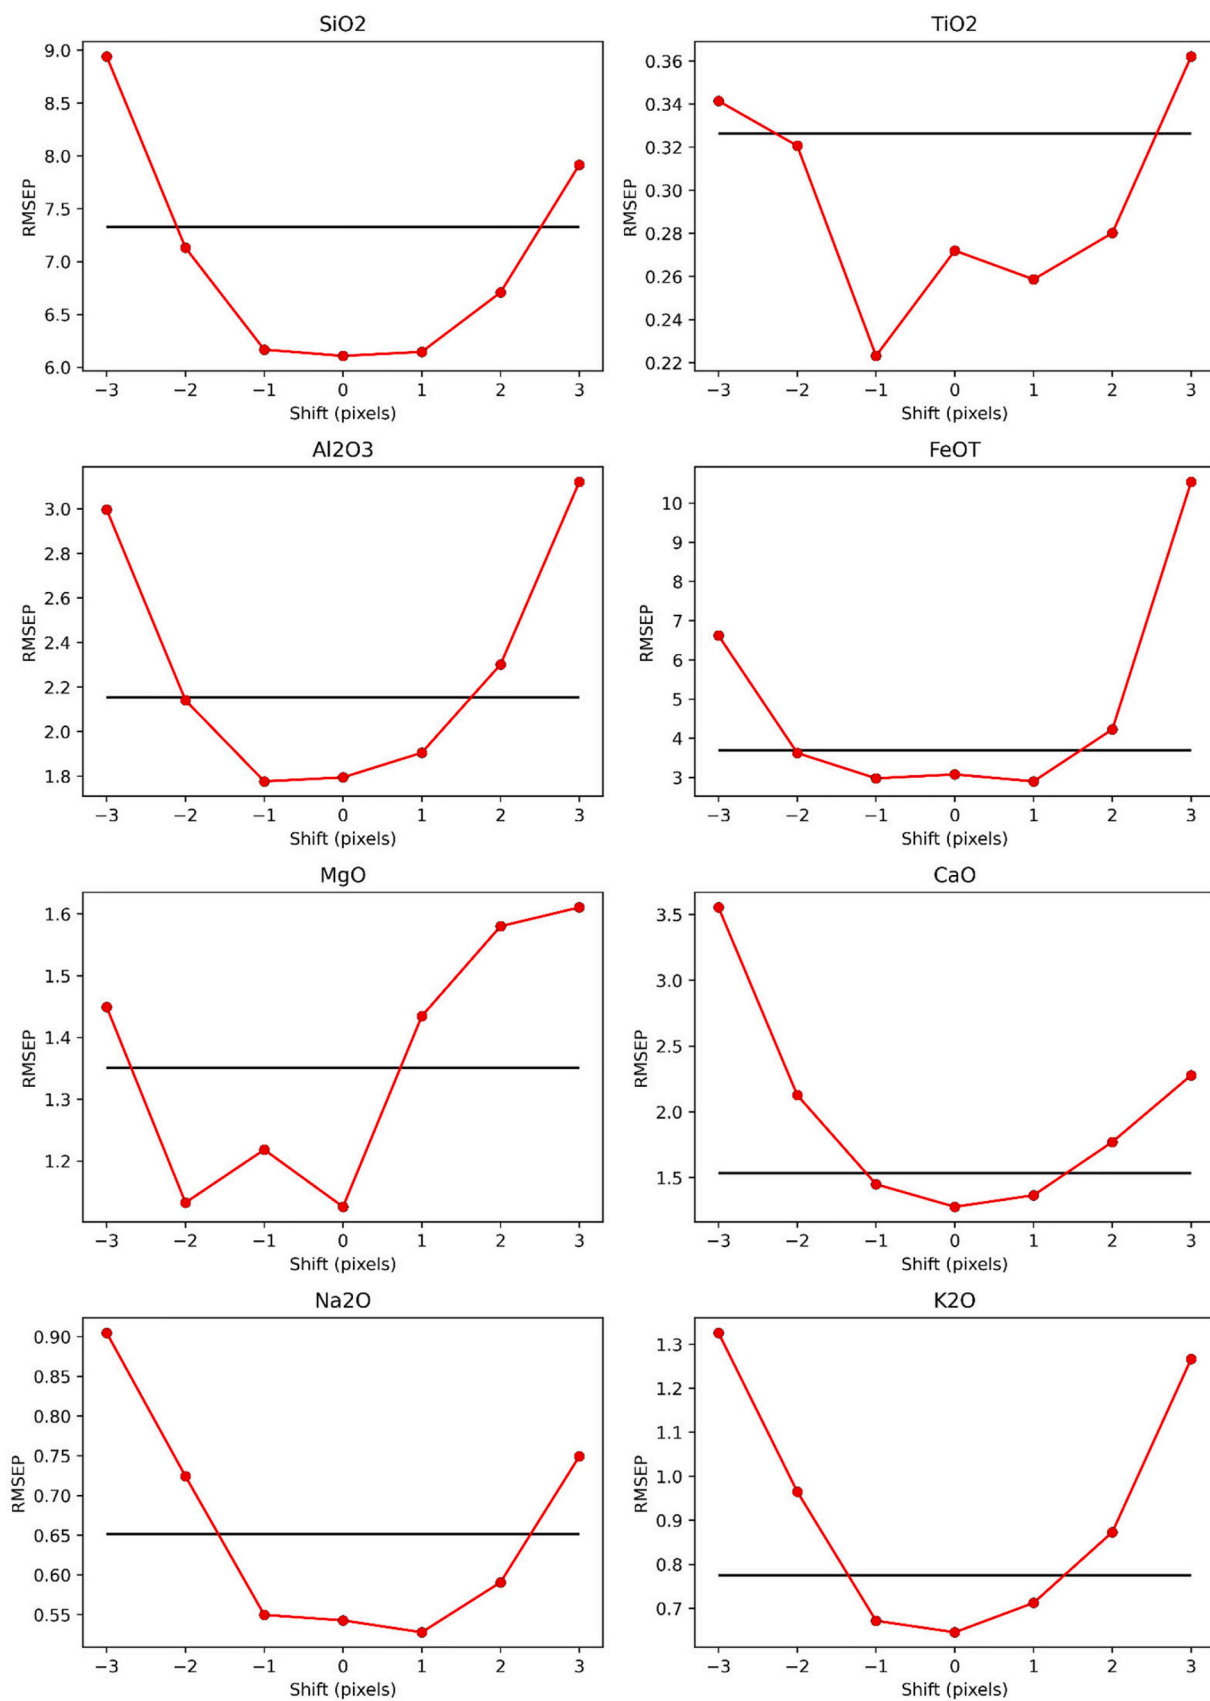 SiO2
9.0
8.5
8.0
7.5
7.0
6.5
6.0
RMSEP
−3 −2 −1 0 1 2 3
Shift (pixels)
TiO2
0.36
0.34
0.32
0.30
0.28
0.26
0.24
0.22
RMSEP
−3 −2 −1 0 1 2 3
Shift (pixels)
Al2O3
3.0
2.8
2.6
2.4
2.2
2.0
1.8
RMSEP
−3 −2 −1 0 1 2 3
Shift (pixels)
FeOT
10
9
8
7
6
5
4
3
RMSEP
−3 −2 −1 0 1 2 3
Shift (pixels)
MgO
1.6
1.5
1.4
1.3
1.2
RMSEP
−3 −2 −1 0 1 2 3
Shift (pixels)
CaO
3.5
3.0
2.5
2.0
1.5
RMSEP
−3 −2 −1 0 1 2 3
Shift (pixels)
Na2O
0.90
0.85
0.80
0.75
0.70
0.65
0.60
0.55
RMSEP
−3 −2 −1 0 1 2 3
Shift (pixels)
K2O
1.3
1.2
1.1
1.0
0.9
0.8
0.7
RMSEP
−3 −2 −1 0 1 2 3
Shift (pixels)